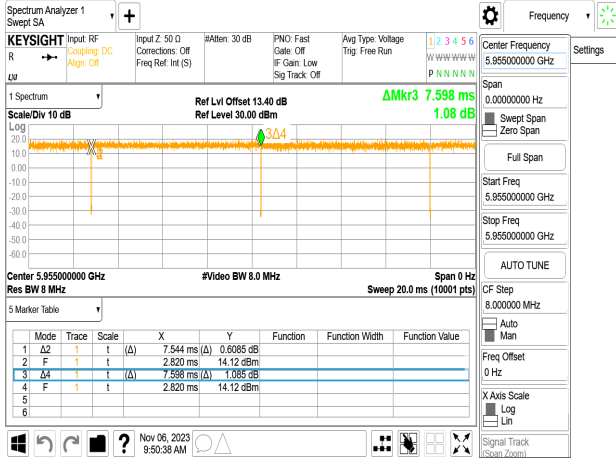 Spectrum Analyzer 1
Swept SA
Frequency
KEYSIGHT
Input: RF
Coupling: DC
Align: Off
Input Z: 50 Ω
Corrections: Off
Freq Ref: Int (S)
#Atten: 30 dB
PNO: Fast
Gate: Off
IF Gain: Low
Sig Track: Off
Avg Type: Voltage
Trig: Free Run
1 2 3 4 5 6
W W W W W W
P N N N N N
R
LXI
Settings
1 Spectrum
Scale/Div 10 dB
Ref Lvl Offset 13.40 dB
Ref Level 30.00 dBm
ΔMkr3 7.598 ms
1.08 dB
Log
20.0
10.0
0.00
-10.0
-20.0
-30.0
-40.0
-50.0
-60.0
3Δ4
Center 5.955000000 GHz
Res BW 8 MHz
#Video BW 8.0 MHz
Span 0 Hz
Sweep 20.0 ms (10001 pts)
5 Marker Table
Mode Trace Scale X Y Function Function Width Function Value
1 Δ2 1 t (Δ) 7.544 ms (Δ) 0.6085 dB
2 F 1 t 2.820 ms 14.12 dBm
3 Δ4 1 t (Δ) 7.598 ms (Δ) 1.085 dB
4 F 1 t 2.820 ms 14.12 dBm
5
6
Nov 06, 2023
9:50:38 AM
Center Frequency
5.955000000 GHz
Span
0.00000000 Hz
Swept Span
Zero Span
Full Span
Start Freq
5.955000000 GHz
Stop Freq
5.955000000 GHz
AUTO TUNE
CF Step
8.000000 MHz
Auto
Man
Freq Offset
0 Hz
X Axis Scale
Log
Lin
Signal Track
(Span Zoom)